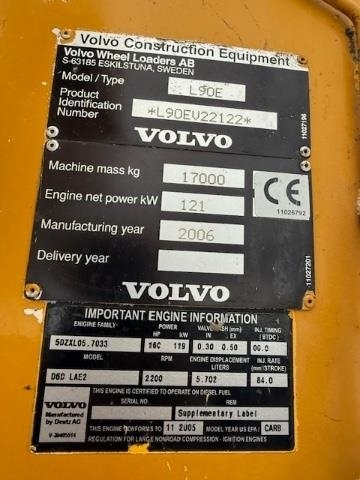 Volvo Construction Equipment
Volvo Wheel Loaders AB
S-63185 ESKILSTUNA, SWEDEN
Model / Type L90E
Product
Identification
Number *L90EV22122*
VOLVO
11027196
Machine mass kg 17000
Engine net power kW 121
Manufacturing year 2006
Delivery year
CE
11026792
VOLVO
11027201
IMPORTANT ENGINE INFORMATION
ENGINE FAMILY POWER HP kW VALVE LASH (mm) IN EX INJ. TIMING (BTDC)
5DZXL05.7033 160 119 0.30 0.50 00.0
MODEL RPM ENGINE DISPLACEMENT LITERS INJ. RATE (mm³/STROKE)
D6D LAE2 2200 5.702 84.0
THIS ENGINE IS CERTIFIED TO OPERATE ON DIESEL FUEL
SERIAL NO. REM
Supplementary Label
VOLVO
Manufactured
by Deutz AG
THIS ENGINE CONFORMS TO 11 2005 MODEL YEAR US EPA / CARB
REGULATION FOR LARGE NONROAD COMPRESSION - IGNITION ENGINES